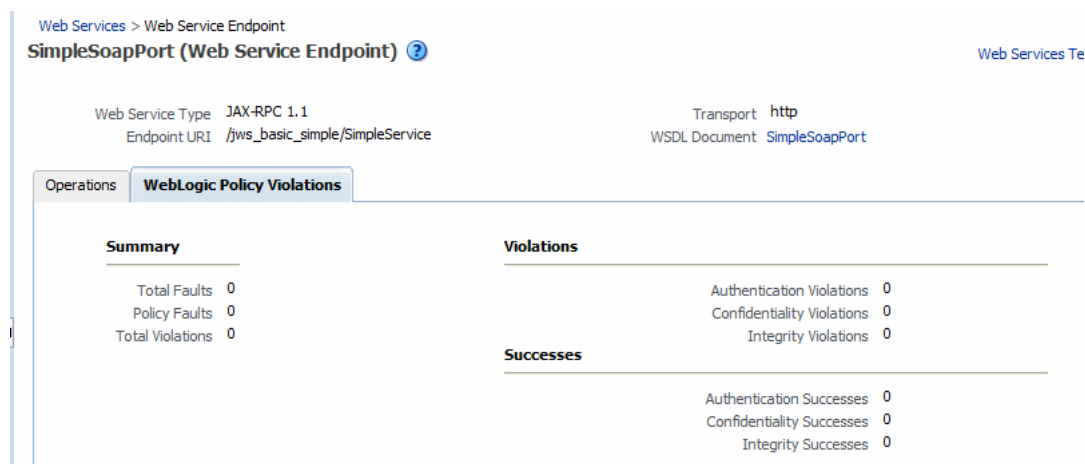 Web Services > Web Service Endpoint
SimpleSoapPort (Web Service Endpoint) ?
Web Services Te
Web Service Type JAX-RPC 1.1
Transport http
Endpoint URI /jws_basic_simple/SimpleService
WSDL Document SimpleSoapPort
Operations WebLogic Policy Violations
Summary
Total Faults 0
Policy Faults 0
Total Violations 0
Violations
Authentication Violations 0
Confidentiality Violations 0
Integrity Violations 0
Successes
Authentication Successes 0
Confidentiality Successes 0
Integrity Successes 0